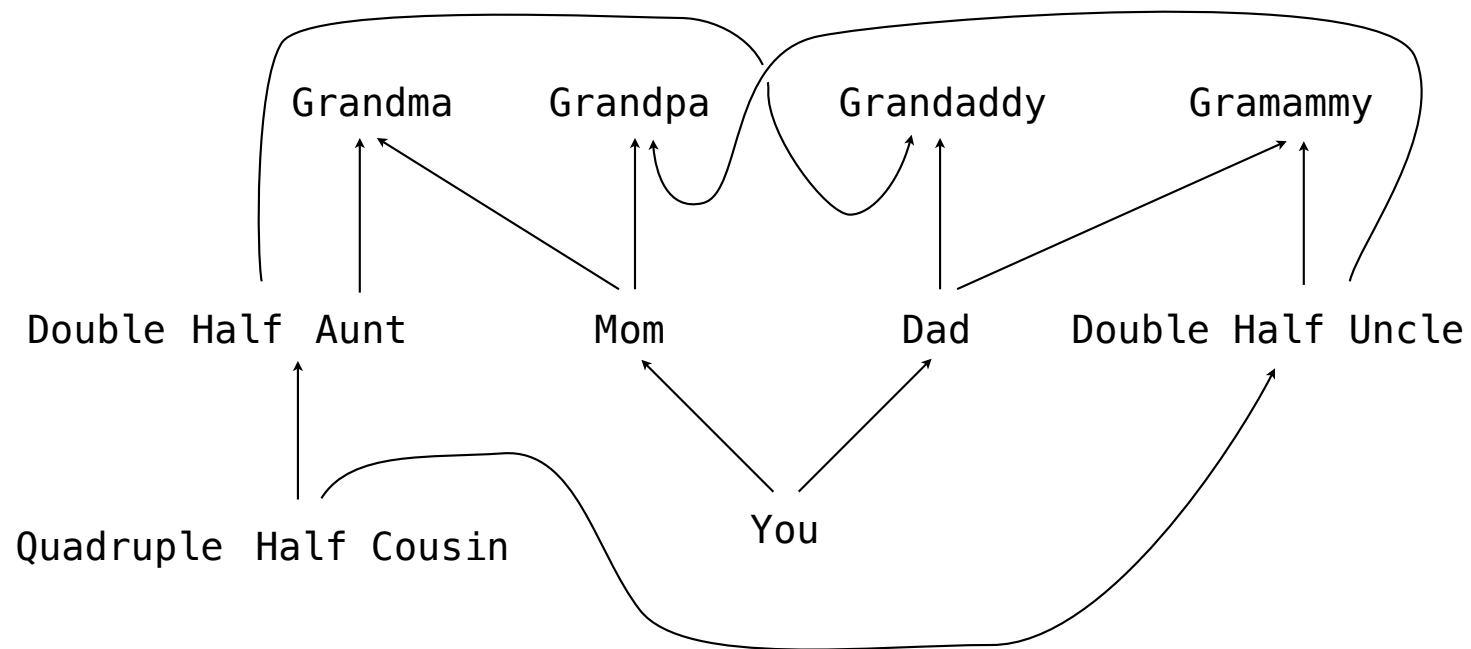 Grandma Grandpa Grandaddy Gramammy
Double Half Aunt Mom Dad Double Half Uncle
You
Quadruple Half Cousin